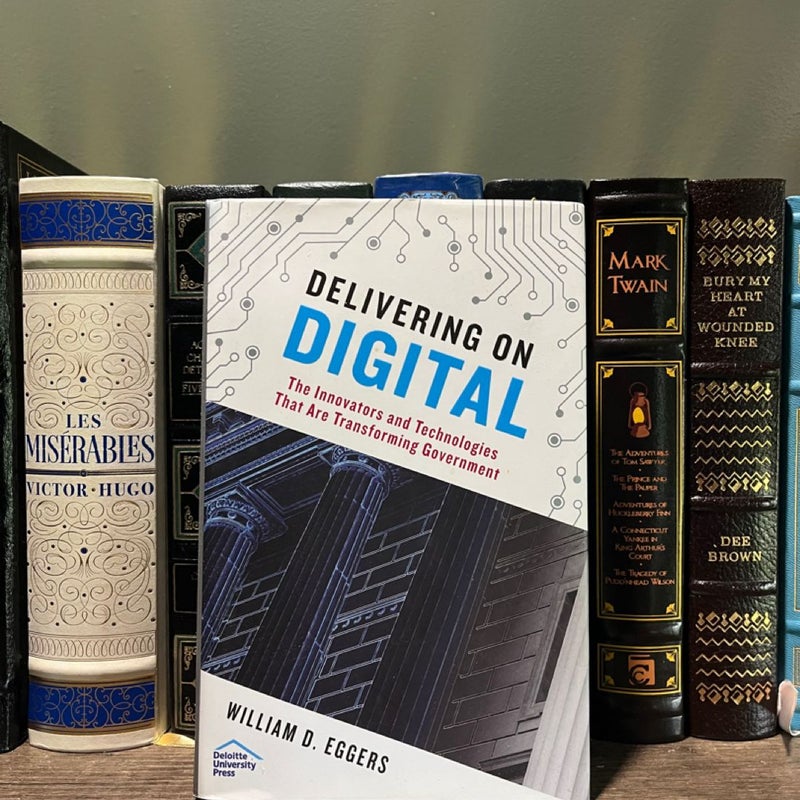 LES
MISÉRABLES
VICTOR • HUGO
DELIVERING ON
DIGITAL
The Innovators and Technologies
That Are Transforming Government
WILLIAM D. EGGERS
Deloitte
University
Press
MARK
TWAIN
THE ADVENTURES
OF TOM SAWYER
THE PRINCE AND
THE PAUPER
ADVENTURES OF
HUCKLEBERRY FINN
A CONNECTICUT
YANKEE IN
KING ARTHUR'S
COURT
THE TRAGEDY OF
PUDD'NHEAD WILSON
BURY MY
HEART
AT
WOUNDED
KNEE
DEE
BROWN